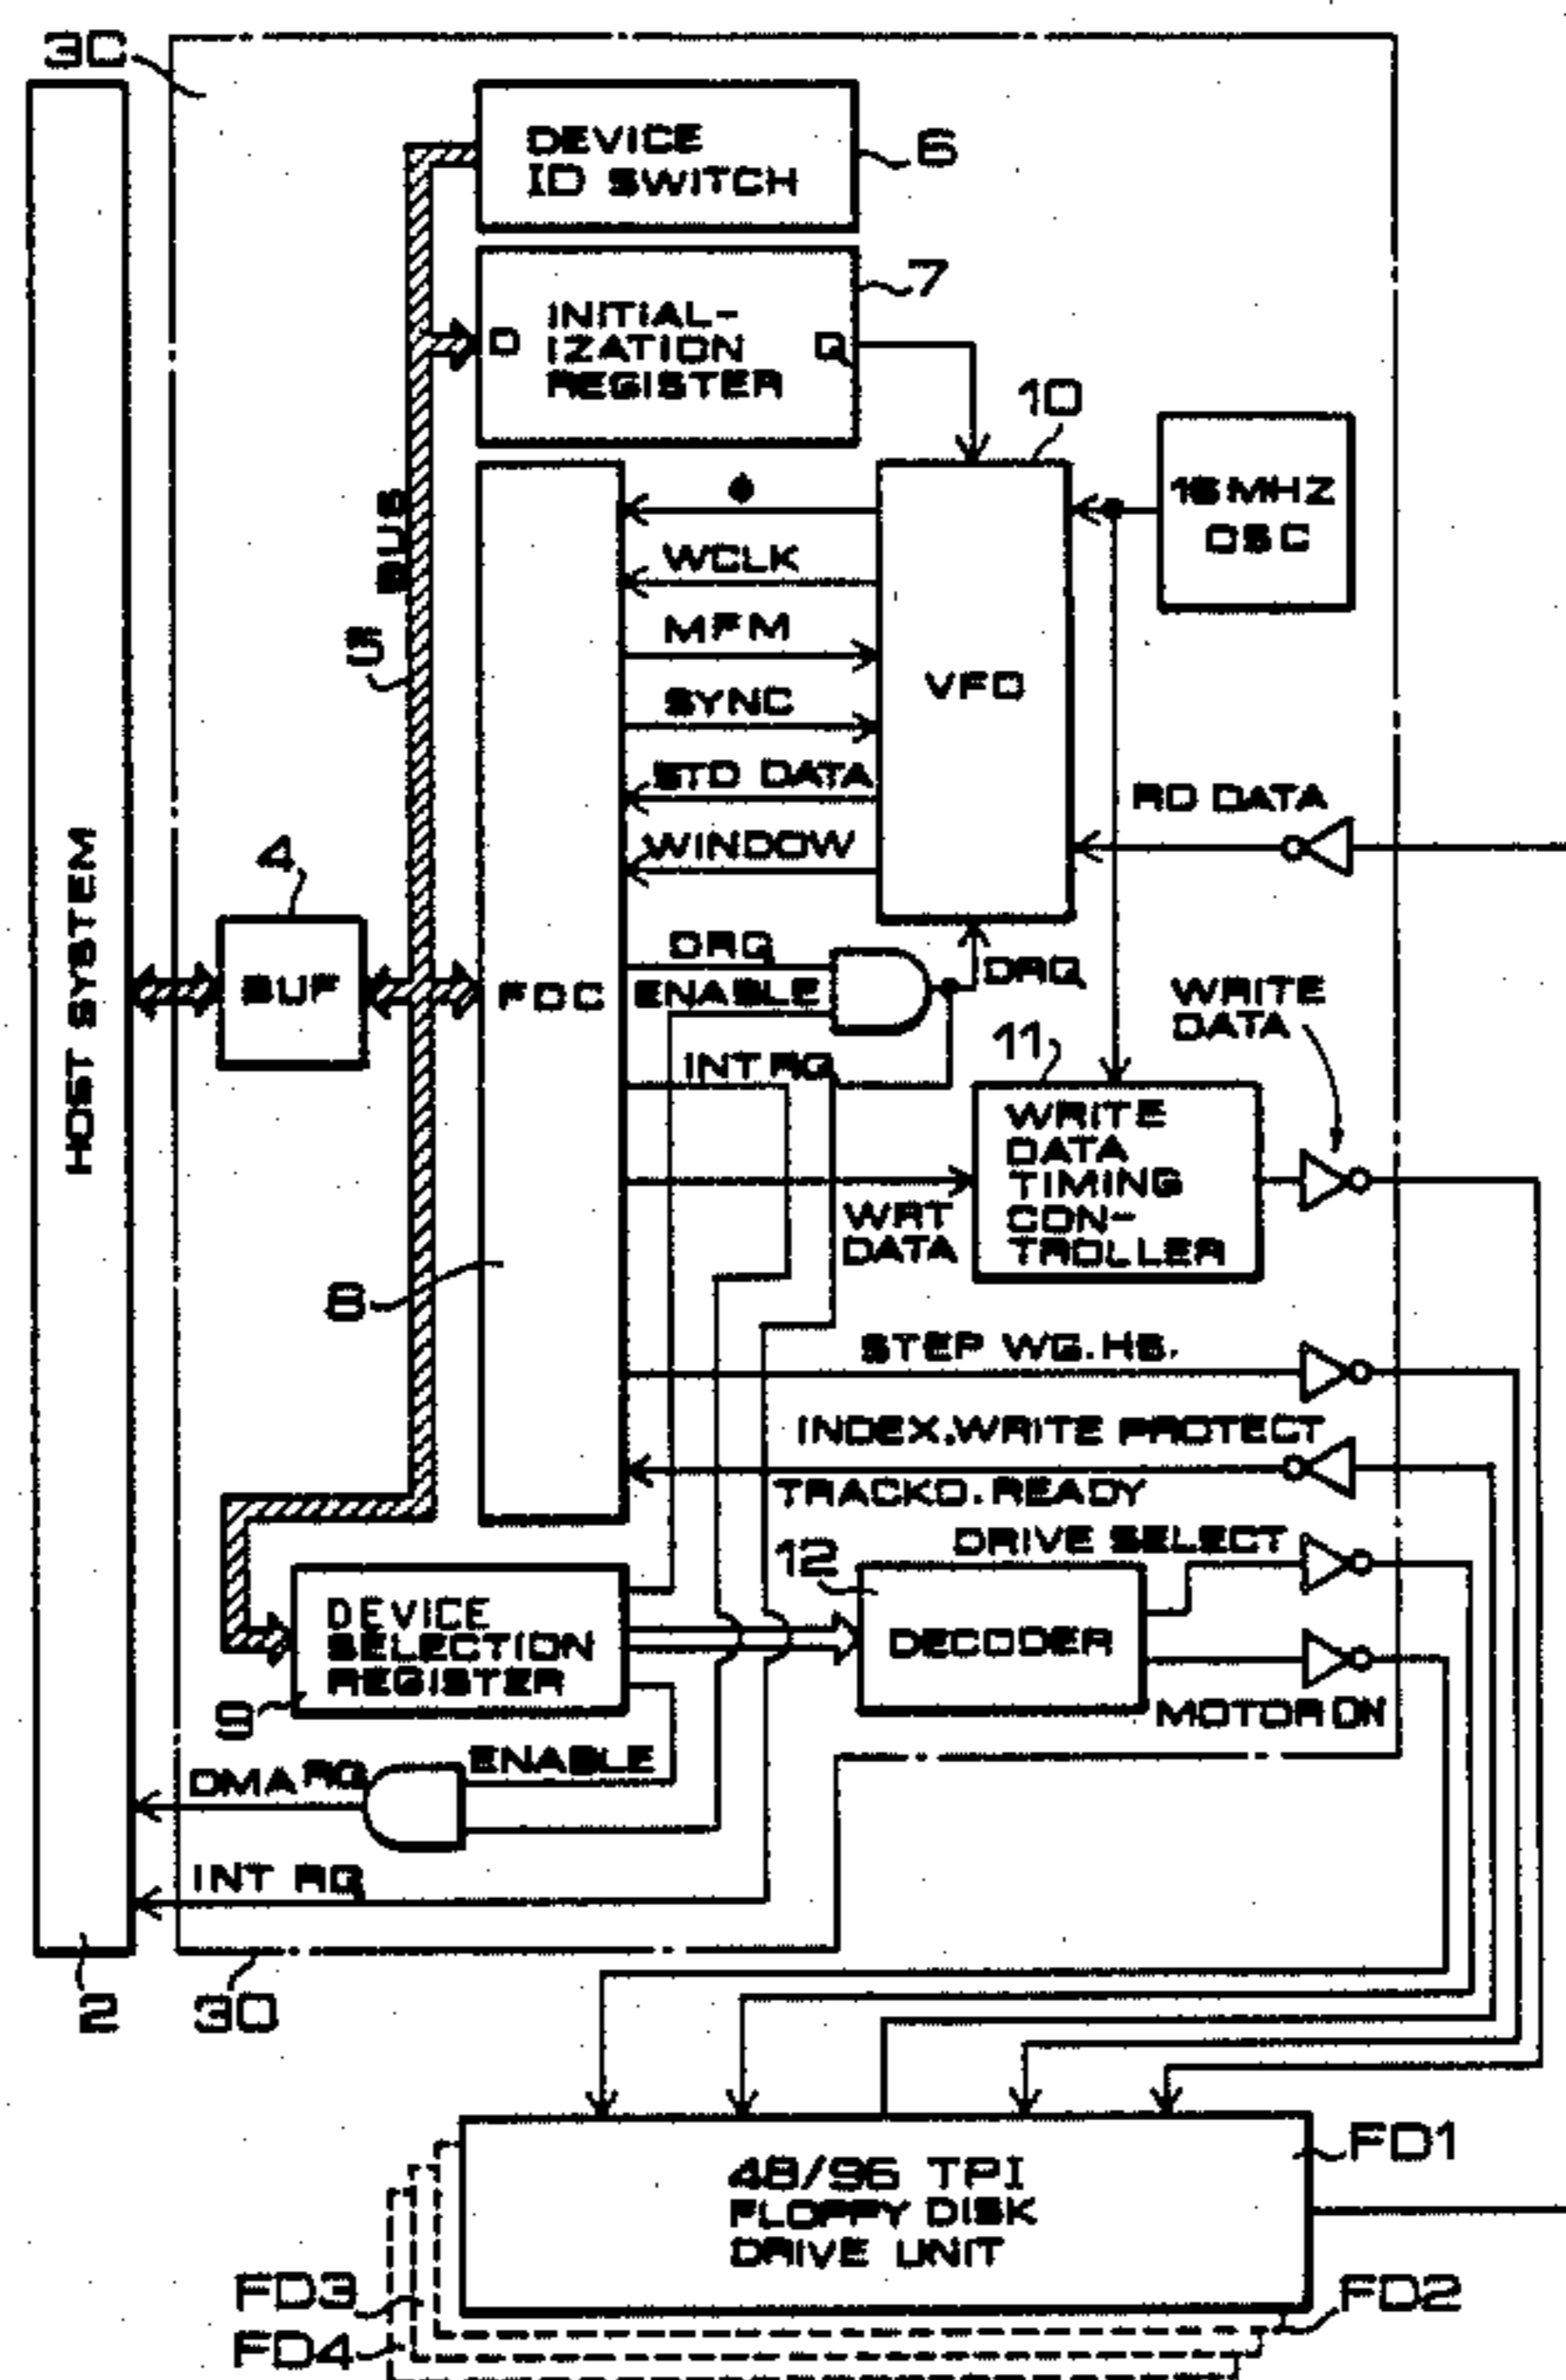 3C
DEVICE
ID SWITCH
6
D
INITIAL-
IZATION
REGISTER
Q
7
10
16MHZ
OSC
BUS
5
ϕ
WCLK
MFM
SYNC
STD DATA
WINDOW
VFO
RD DATA
HOST SYSTEM
4
BUF
FDC
DRQ
ENABLE
DRQ
INT RQ
WRITE
DATA
11
WRITE
DATA
TIMING
CON-
TROLLER
WRT
DATA
8
STEP WG.HS.
INDEX.WRITE PROTECT
TRACK0.READY
DRIVE SELECT
12
DEVICE
SELECTION
REGISTER
DECODER
9
MOTOR ON
ENABLE
DMA RQ
INT RQ
2
30
FD1
48/96 TPI
FLOPPY DISK
DRIVE UNIT
FD3
FD2
FD4